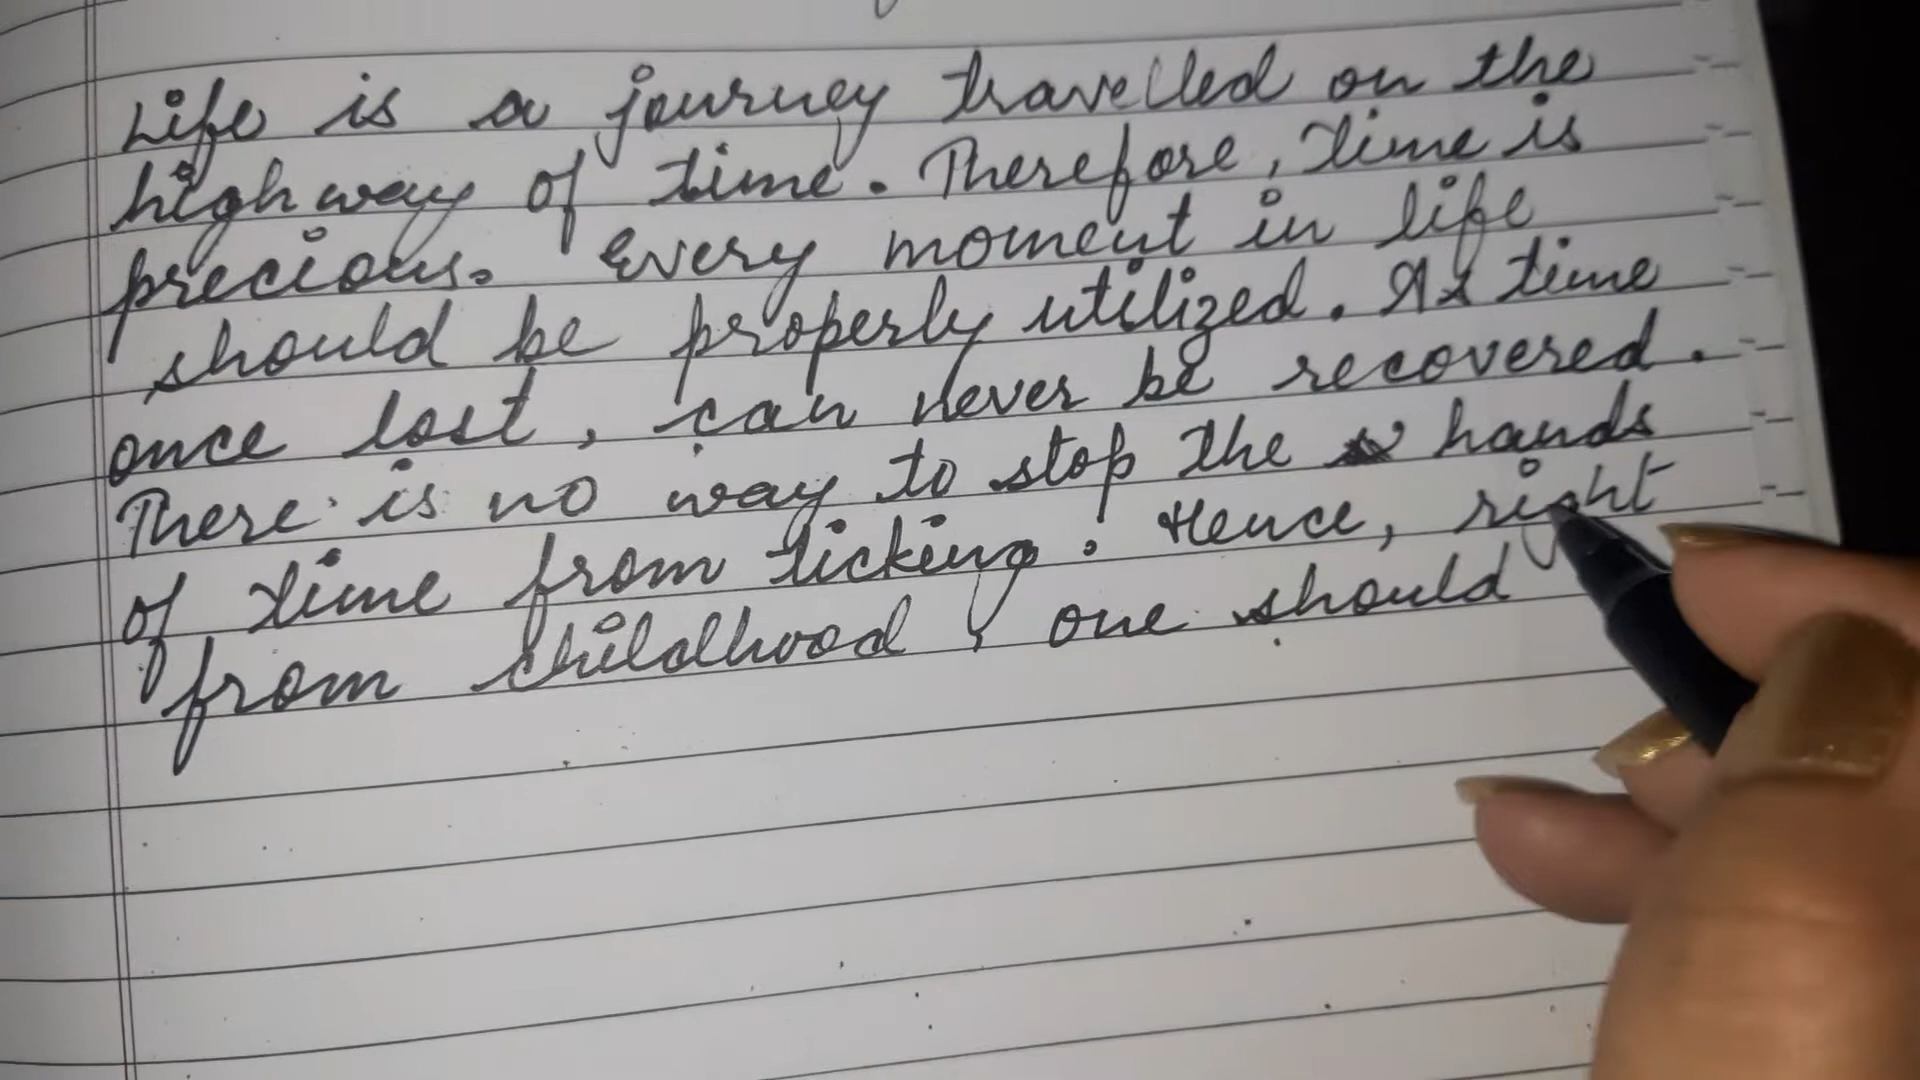 Life is a journey travelled on the
highway of time. Therefore, time is
precious. Every moment in life
should be properly utilized. As time
once lost, can never be recovered.
There is no way to stop the hands
of time from ticking. Hence, right
from childhood, one should